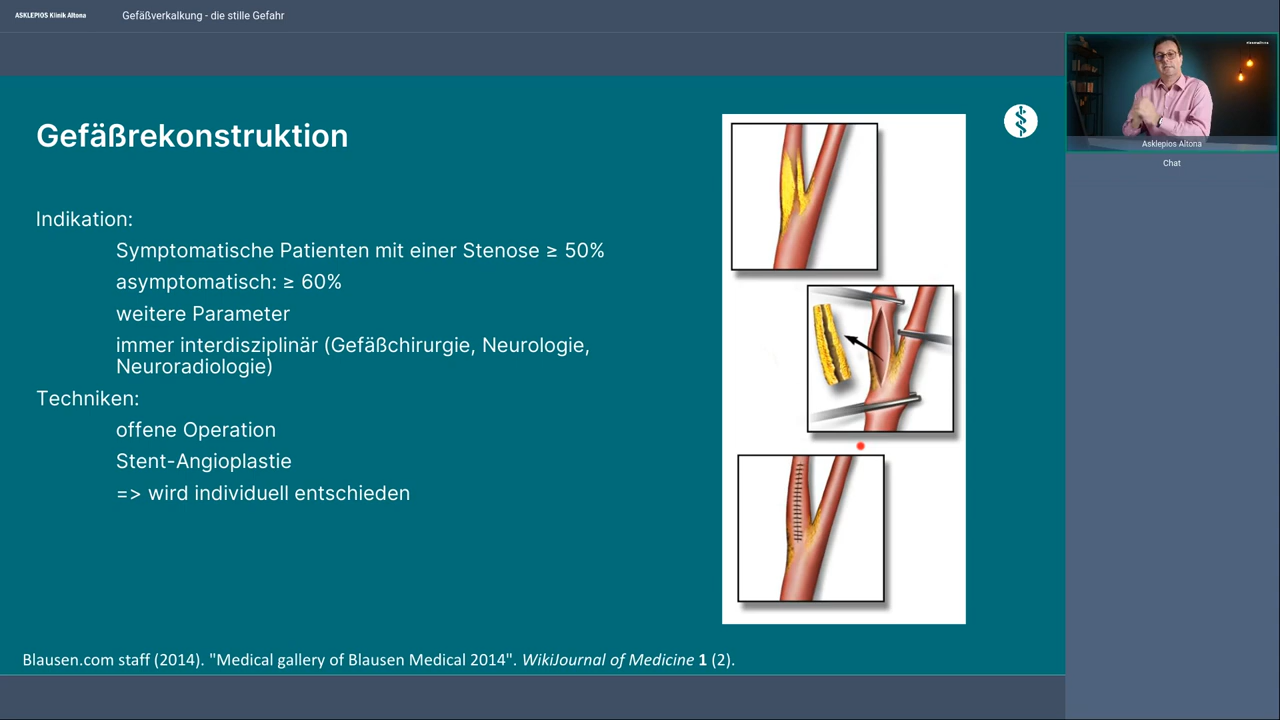 ASKLEPIOS Klinik Altona
Gefäßverkalkung - die stille Gefahr
Gefäßrekonstruktion
Indikation:
Symptomatische Patienten mit einer Stenose ≥ 50%
asymptomatisch: ≥ 60%
weitere Parameter
immer interdisziplinär (Gefäßchirurgie, Neurologie,
Neuroradiologie)
Techniken:
offene Operation
Stent-Angioplastie
=> wird individuell entschieden
Blausen.com staff (2014). "Medical gallery of Blausen Medical 2014". WikiJournal of Medicine 1 (2).
Asklepios Altona
Chat